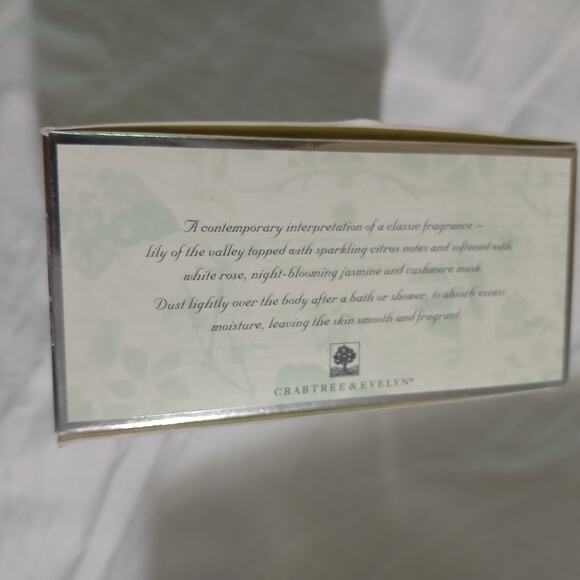 A contemporary interpretation of a classic fragrance –
lily of the valley topped with sparkling citrus notes and softened with
white rose, night-blooming jasmine and cashmere musk.
Dust lightly over the body after a bath or shower, to absorb excess
moisture, leaving the skin smooth and fragrant.
CRABTREE & EVELYN®